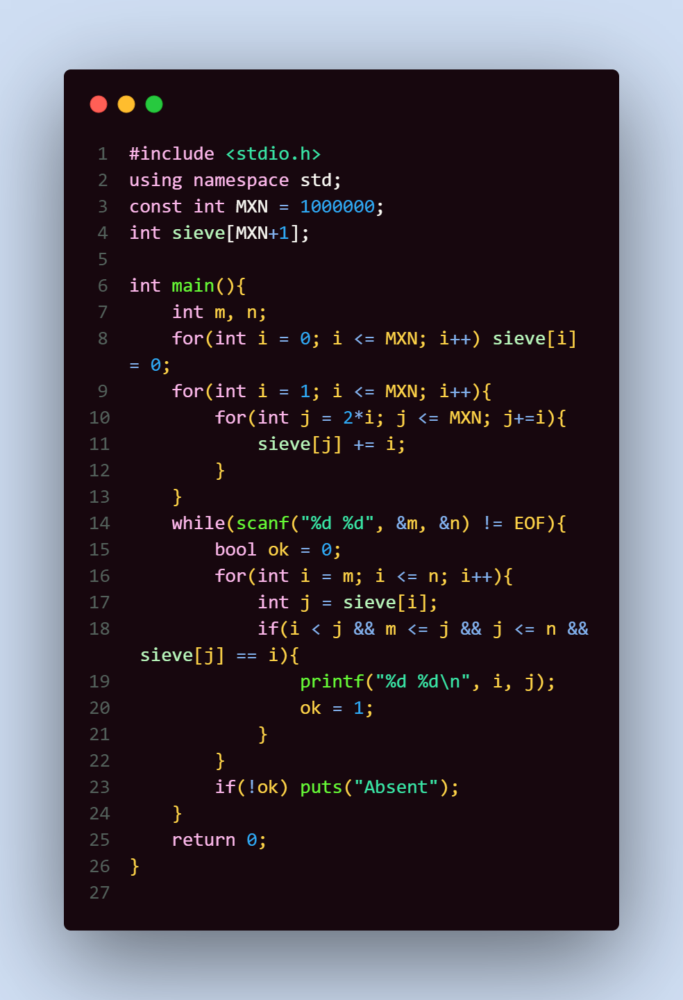 1 #include <stdio.h>
2 using namespace std;
3 const int MXN = 1000000;
4 int sieve[MXN+1];
5
6 int main(){
7     int m, n;
8     for(int i = 0; i <= MXN; i++) sieve[i]
= 0;
9     for(int i = 1; i <= MXN; i++){
10         for(int j = 2*i; j <= MXN; j+=i){
11             sieve[j] += i;
12         }
13     }
14     while(scanf("%d %d", &m, &n) != EOF){
15         bool ok = 0;
16         for(int i = m; i <= n; i++){
17             int j = sieve[i];
18             if(i < j && m <= j && j <= n &&
 sieve[j] == i){
19                 printf("%d %d\n", i, j);
20                 ok = 1;
21             }
22         }
23         if(!ok) puts("Absent");
24     }
25     return 0;
26 }
27